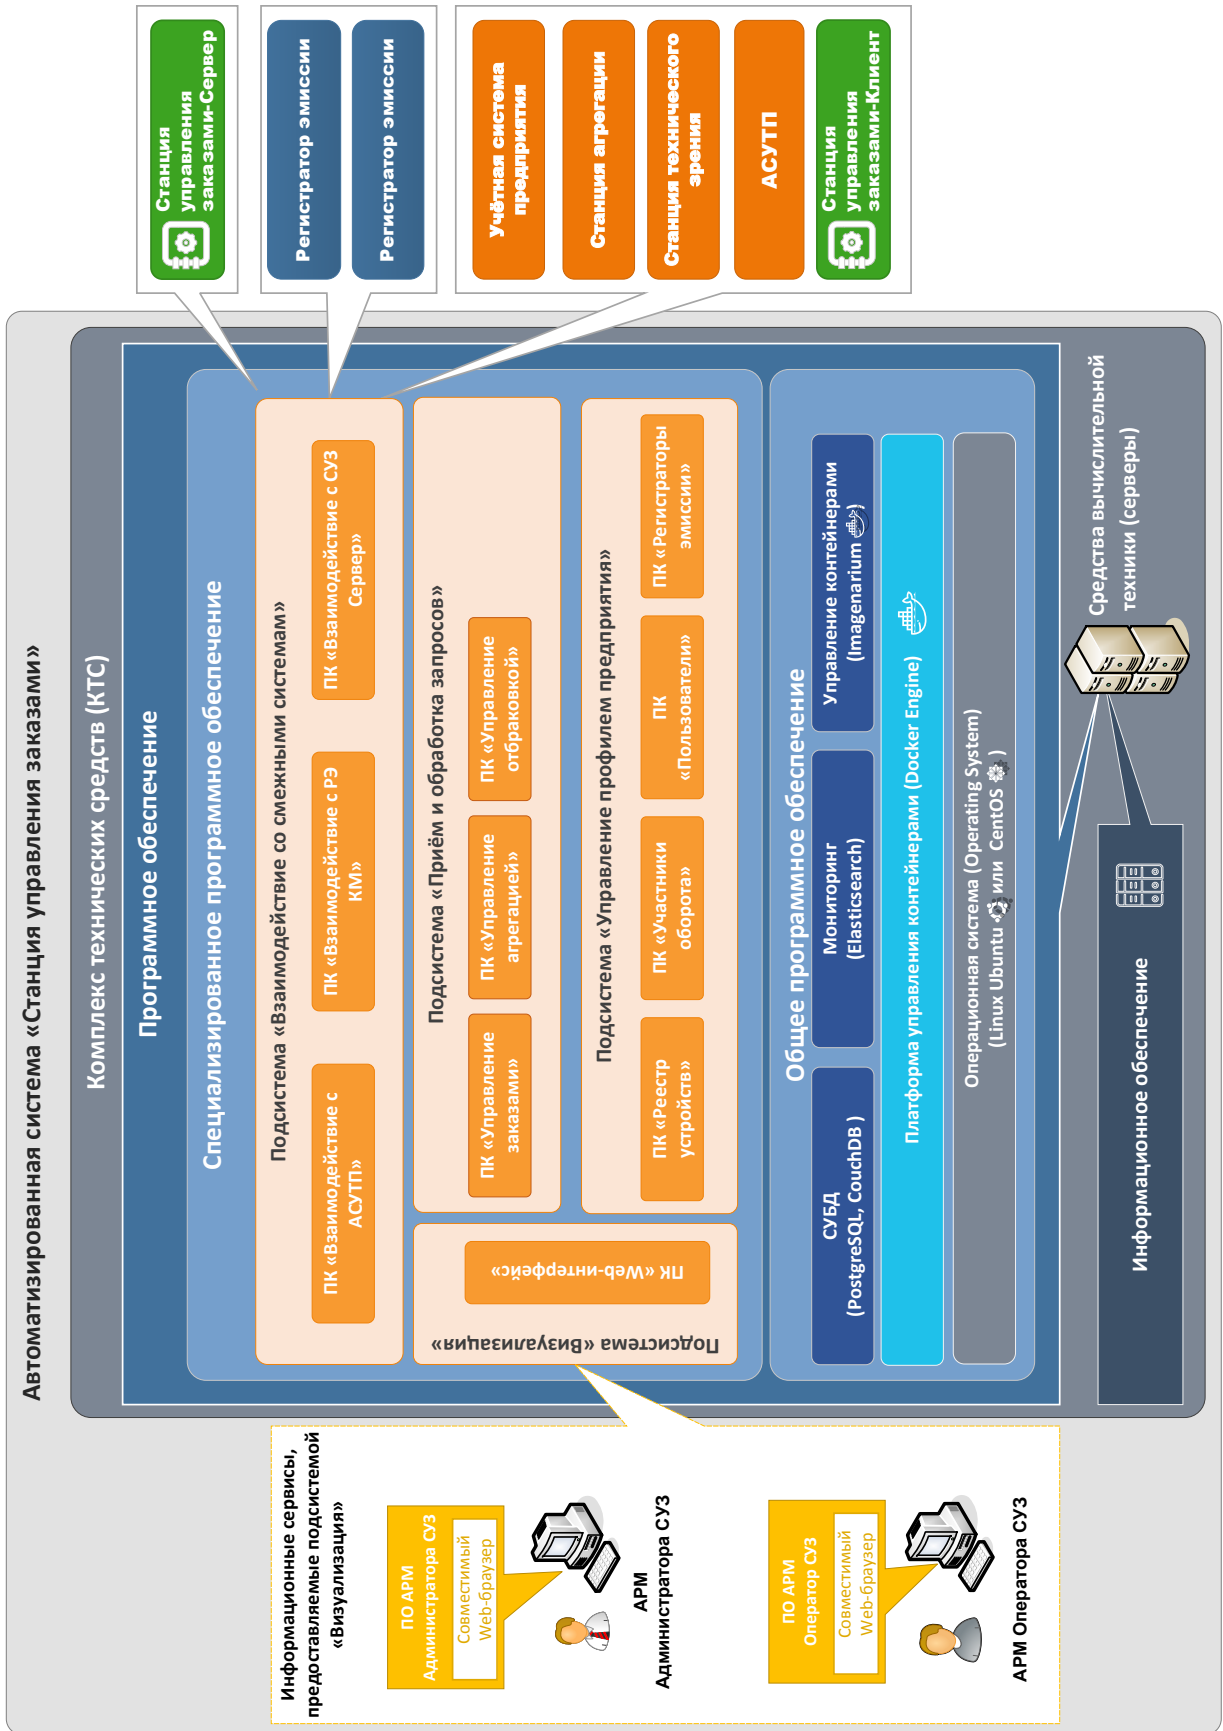 Автоматизированная система «Станция управления заказами»
Комплекс технических средств (КТС)
Программное обеспечение
Специализированное программное обеспечение
Подсистема «Взаимодействие со смежными системам»
ПК «Взаимодействие с
АСУТП»
ПК «Взаимодействие с РЭ
КМ»
ПК «Взаимодействие с СУЗ
Сервер»
Подсистема «Приём и обработка запросов»
ПК «Управление
заказами»
ПК «Управление
агрегацией»
ПК «Управление
отбраковкой»
Подсистема «Управление профилем предприятия»
ПК «Реестр
устройств»
ПК «Участники
оборота»
ПК
«Пользователи»
ПК «Регистраторы
эмиссии»
Подсистема «Визуализация»
ПК «Web-интерфейс»
Общее программное обеспечение
СУБД
(PostgreSQL, CouchDB )
Мониторинг
(Elasticsearch)
Управление контейнерами
(Imagenarium )
Платформа управления контейнерами (Docker Engine)
Операционная система (Operating System)
(Linux Ubuntu или CentOS )
Информационное обеспечение
Средства вычислительной
техники (серверы)
Станция
управления
заказами-Сервер
Регистратор эмиссии
Регистратор эмиссии
Учётная система
предприятия
Станция агрегации
Станция технического
зрения
АСУТП
Станция
управления
заказами-Клиент
Информационные сервисы,
предоставляемые подсистемой
«Визуализация»
ПО АРМ
Администратора СУЗ
Совместимый
Web-браузер
АРМ
Администратора СУЗ
ПО АРМ
Оператор СУЗ
Совместимый
Web-браузер
АРМ Оператора СУЗ